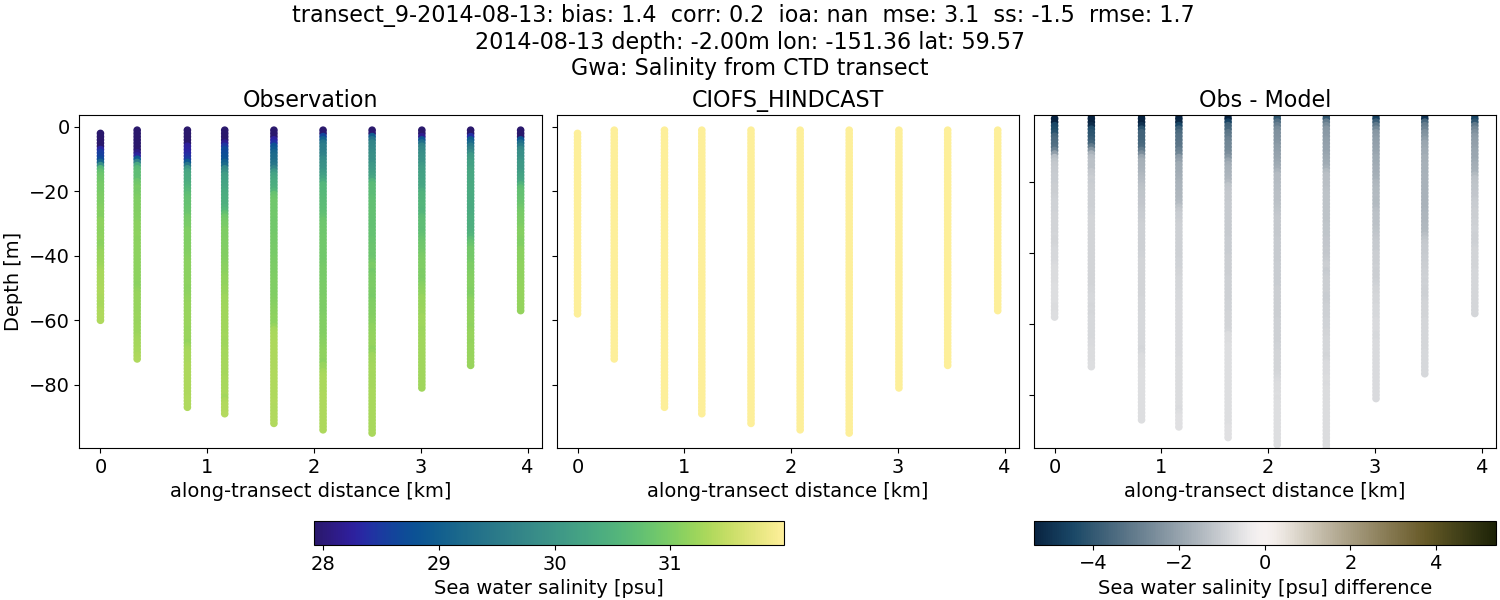 transect_9-2014-08-13: bias: 1.4  corr: 0.2  ioa: nan  mse: 3.1  ss: -1.5  rmse: 1.7
2014-08-13 depth: -2.00m lon: -151.36 lat: 59.57
Gwa: Salinity from CTD transect
Observation
CIOFS_HINDCAST
Obs - Model
Depth [m]
0
−20
−40
−60
−80
0 1 2 3 4
0 1 2 3 4
0 1 2 3 4
along-transect distance [km]
along-transect distance [km]
along-transect distance [km]
28 29 30 31
Sea water salinity [psu]
−4 −2 0 2 4
Sea water salinity [psu] difference